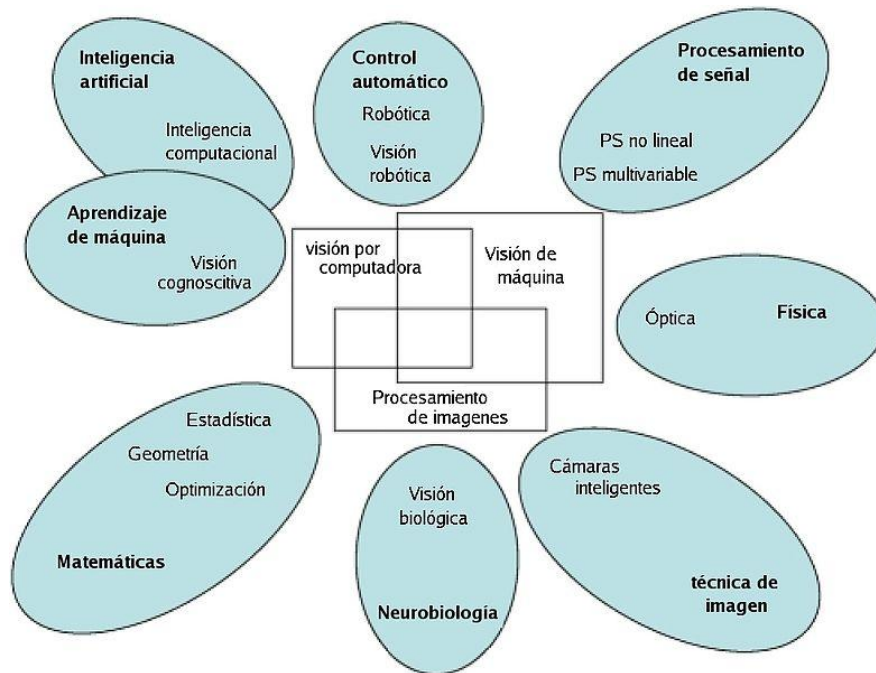 Inteligencia
artificial
Inteligencia
computacional
Control
automático
Robótica
Visión
robótica
Procesamiento
de señal
PS no lineal
PS multivariable
Aprendizaje
de máquina
Visión
cognoscitiva
visión por
computadora
Visión de
máquina
Procesamiento
de imagenes
Óptica
Física
Estadística
Geometría
Optimización
Matemáticas
Visión
biológica
Neurobiología
Cámaras
inteligentes
técnica de
imagen